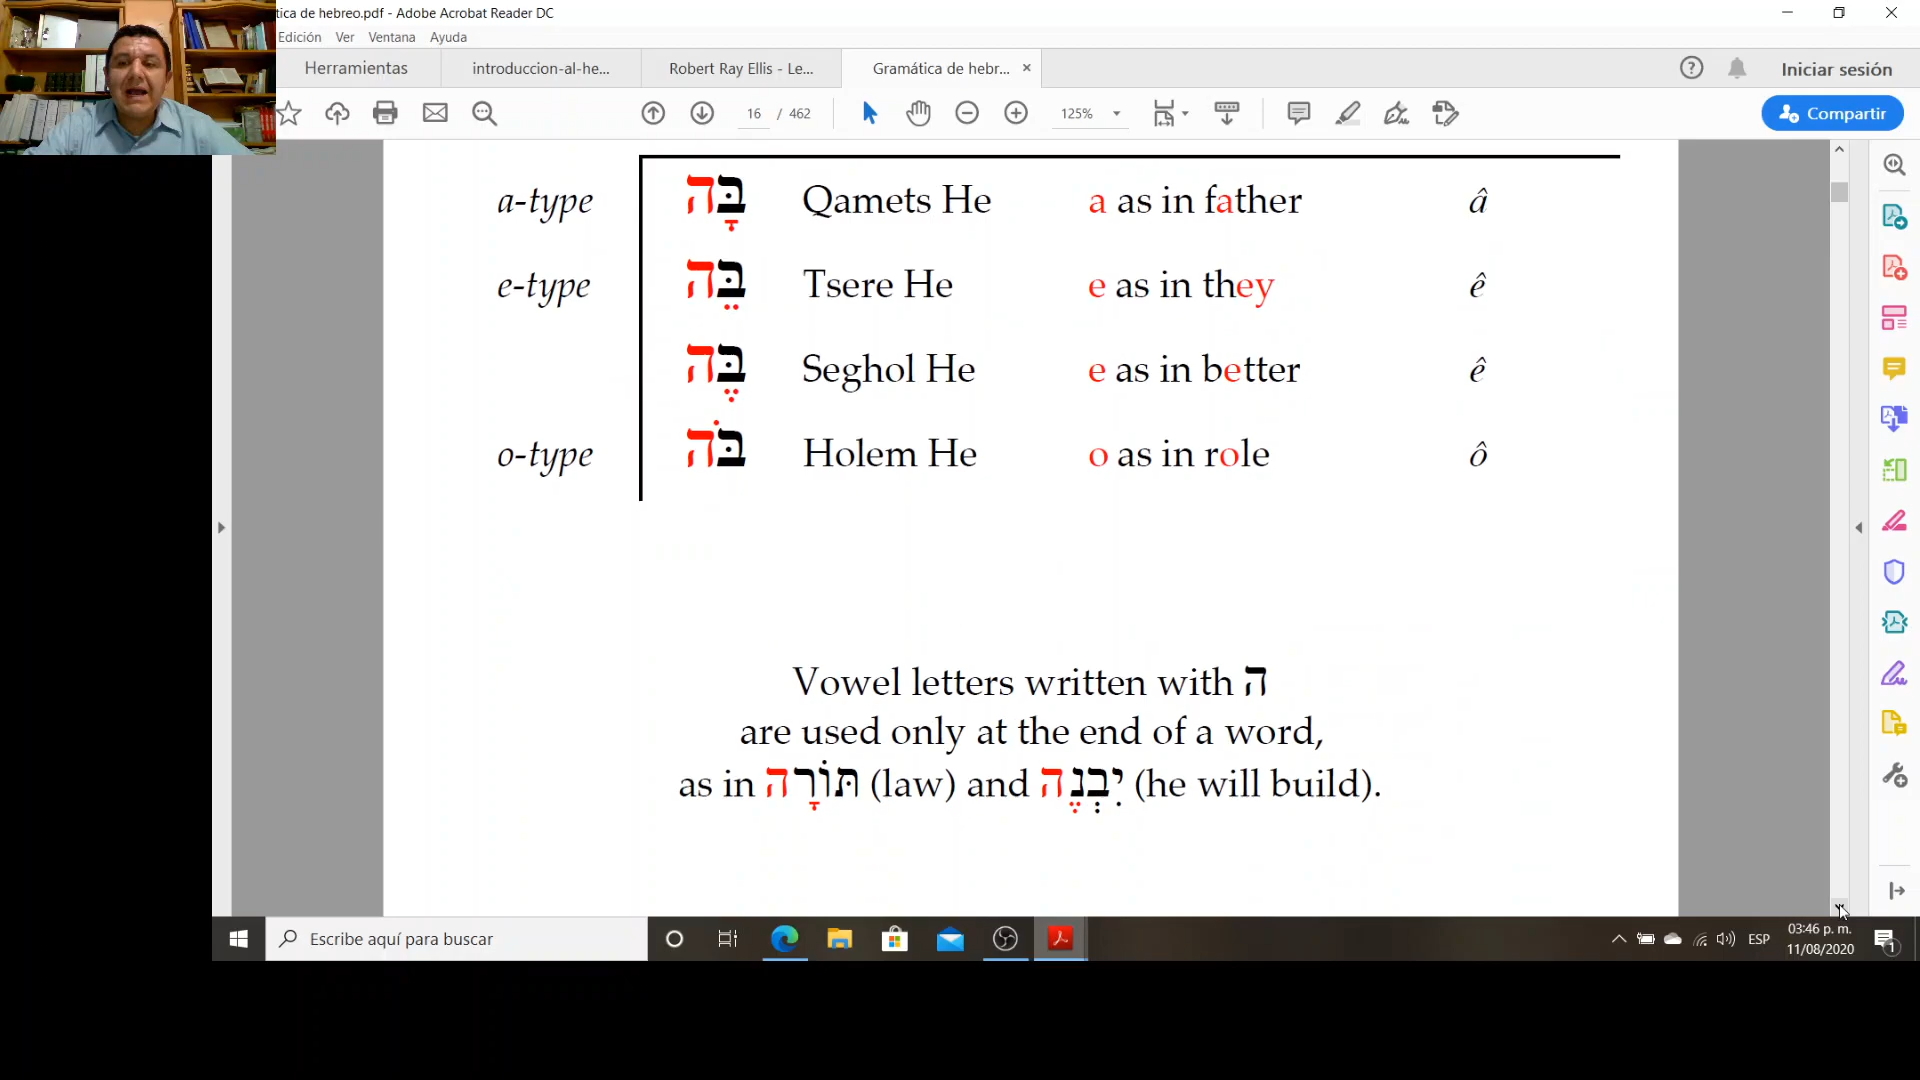 tica de hebreo.pdf - Adobe Acrobat Reader DC
Edición Ver Ventana Ayuda
Herramientas introduccion-al-he... Robert Ray Ellis - Le... Gramática de hebr... × Iniciar sesión
16 / 462 125% Compartir
a-type בָּה Qamets He a as in father â
e-type בֵּה Tsere He e as in they ê
בֶּה Seghol He e as in better ê
o-type בֹּה Holem He o as in role ô
Vowel letters written with ה
are used only at the end of a word,
as in תּוֹרָה (law) and יִבְנֶה (he will build).
Escribe aquí para buscar ESP 03:46 p. m.
11/08/2020 1